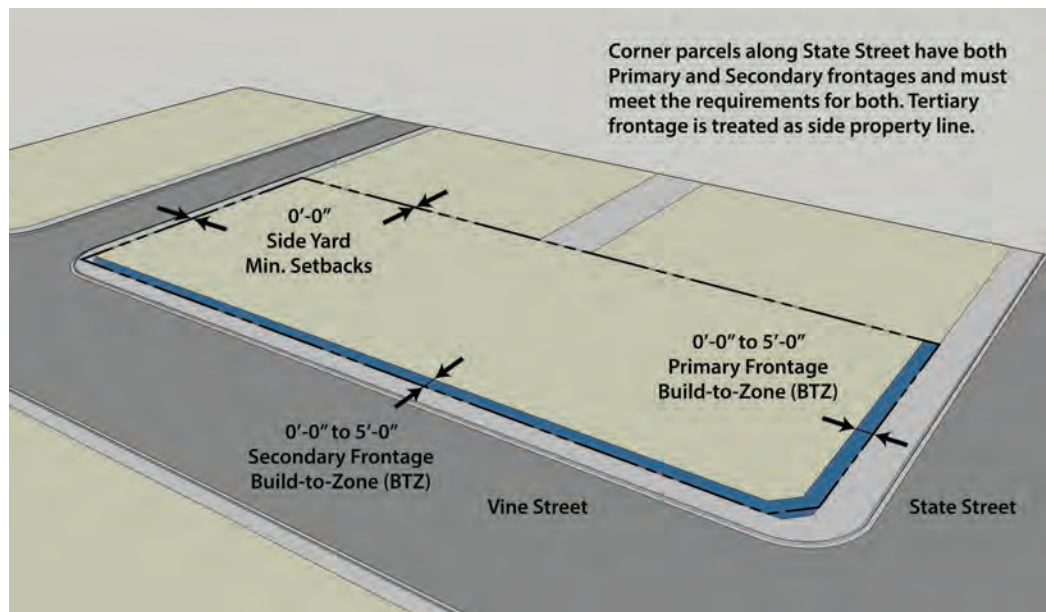 Corner parcels along State Street have both
Primary and Secondary frontages and must
meet the requirements for both. Tertiary
frontage is treated as side property line.
0'-0"
Side Yard
Min. Setbacks
0'-0" to 5'-0"
Primary Frontage
Build-to-Zone (BTZ)
0'-0" to 5'-0"
Secondary Frontage
Build-to-Zone (BTZ)
Vine Street
State Street